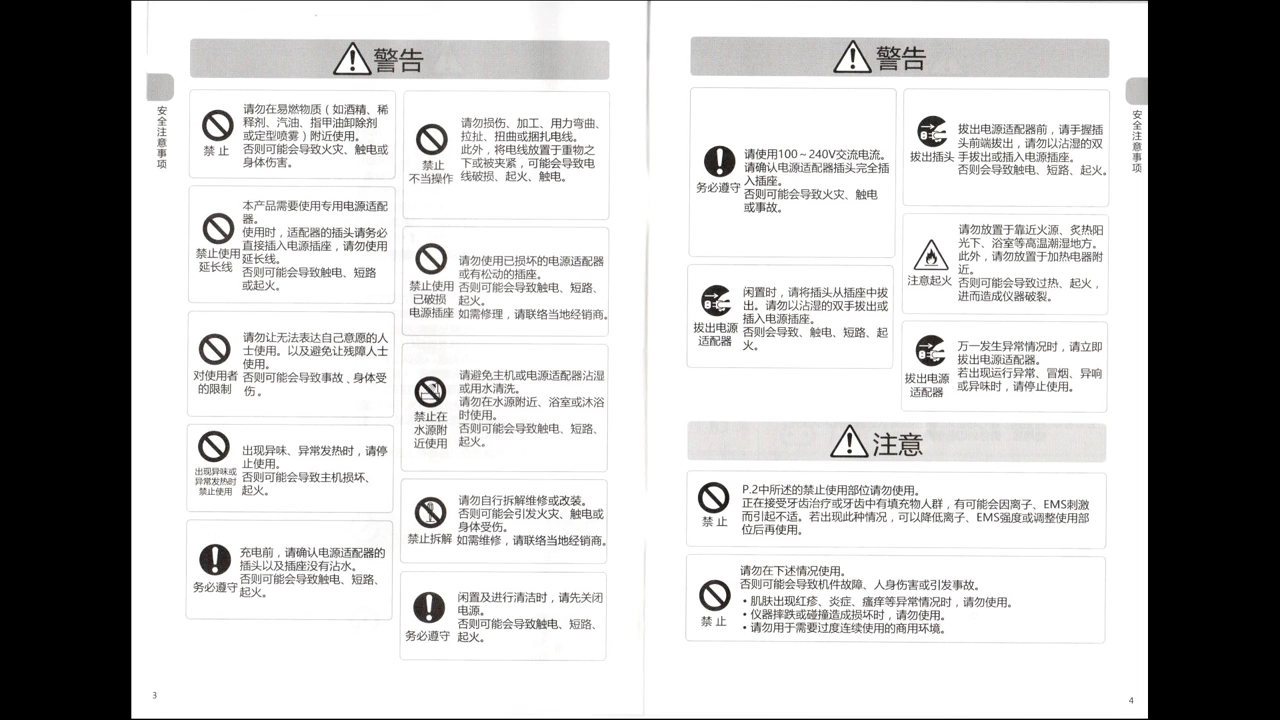 警告
安全注意事项
禁 止
请勿在易燃物质（如酒精、稀
释剂、汽油、指甲油卸除剂
或定型喷雾）附近使用。
否则可能会导致火灾、触电或
身体伤害。
禁止使用
延长线
本产品需要使用专用电源适配
器。
使用时，适配器的插头请务必
直接插入电源插座，请勿使用
延长线。
否则可能会导致触电、短路
或起火。
对使用者
的限制
请勿让无法表达自己意愿的人
士使用。以及避免让残障人士
使用。
否则可能会导致事故、身体受
伤。
出现异味或
异常发热时
禁止使用
出现异味、异常发热时，请停
止使用。
否则可能会导致主机损坏、
起火。
务必遵守
充电前，请确认电源适配器的
插头以及插座没有沾水。
否则可能会导致触电、短路、
起火。
禁止
不当操作
请勿损伤、加工、用力弯曲、
拉扯、扭曲或捆扎电线。
此外，将电线放置于重物之
下或被夹紧，可能会导致电
线破损、起火、触电。
禁止使用
已破损
电源插座
请勿使用已损坏的电源适配器
或有松动的插座。
否则可能会导致触电、短路、
起火。
如需修理，请联络当地经销商。
禁止在
水源附
近使用
请避免主机或电源适配器沾湿
或用水清洗。
请勿在水源附近、浴室或沐浴
时使用。
否则可能会导致触电、短路、
起火。
禁止拆解
请勿自行拆解维修或改装。
否则可能会引发火灾、触电或
身体受伤。
如需维修，请联络当地经销商。
务必遵守
闲置及进行清洁时，请先关闭
电源。
否则可能会导致触电、短路、
起火。
3
警告
安全注意事项
务必遵守
请使用100～240V交流电流。
请确认电源适配器插头完全插
入插座。
否则可能会导致火灾、触电
或事故。
拔出电源
适配器
闲置时，请将插头从插座中拔
出。请勿以沾湿的双手拔出或
插入电源插座。
否则会导致、触电、短路、起
火。
拔出插头
拔出电源适配器前，请手握插
头前端拔出，请勿以沾湿的双
手拔出或插入电源插座。
否则会导致触电、短路、起火。
注意起火
请勿放置于靠近火源、炙热阳
光下、浴室等高温潮湿地方。
此外，请勿放置于加热电器附
近。
否则可能会导致过热、起火，
进而造成仪器破裂。
拔出电源
适配器
万一发生异常情况时，请立即
拔出电源适配器。
若出现运行异常、冒烟、异响
或异味时，请停止使用。
注意
禁 止
P.2中所述的禁止使用部位请勿使用。
正在接受牙齿治疗或牙齿中有填充物人群，有可能会因离子、EMS刺激
而引起不适。若出现此种情况，可以降低离子、EMS强度或调整使用部
位后再使用。
禁 止
请勿在下述情况使用。
否则可能会导致机件故障、人身伤害或引发事故。
・肌肤出现红疹、炎症、瘙痒等异常情况时，请勿使用。
・仪器摔跌或碰撞造成损坏时，请勿使用。
・请勿用于需要过度连续使用的商用环境。
4